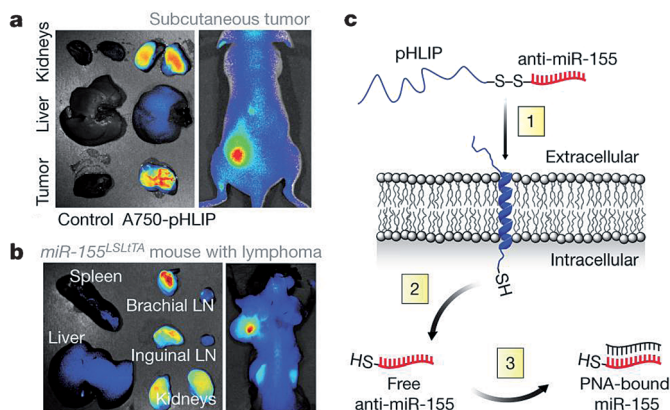 a
Subcutaneous tumor
Kidneys
Liver
Tumor
Control A750-pHLIP
b
miR-155LSLtTA mouse with lymphoma
Spleen
Brachial LN
Liver
Inguinal LN
Kidneys
c
pHLIP
anti-miR-155
S–S
1
Extracellular
Intracellular
SH
2
HS
Free
anti-miR-155
3
HS
PNA-bound
miR-155